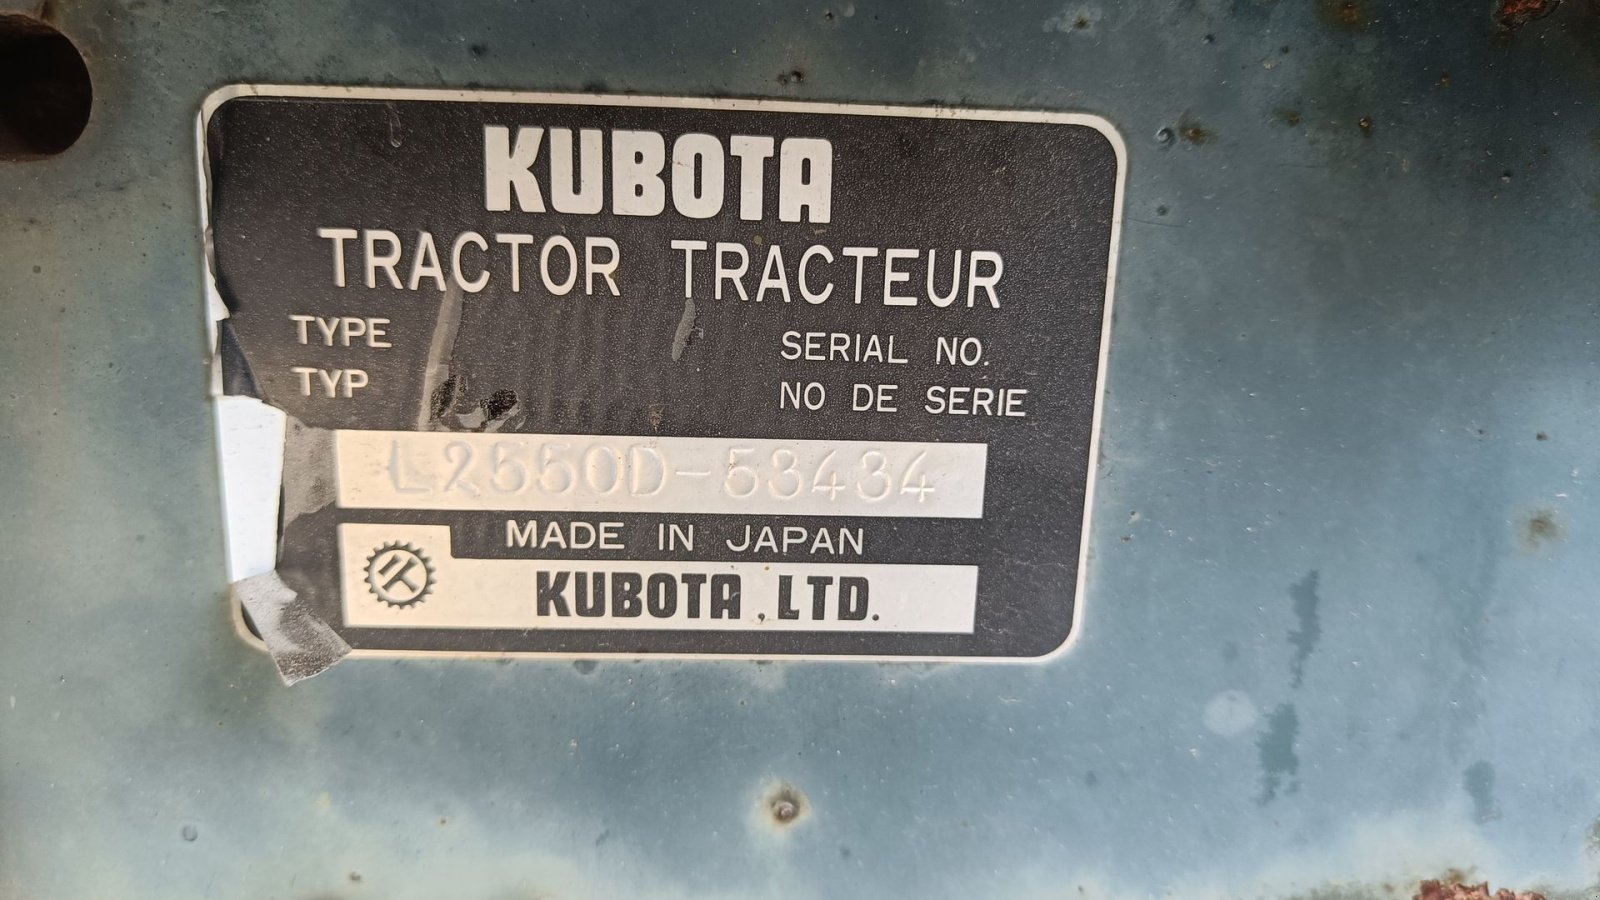 KUBOTA
TRACTOR TRACTEUR
TYPE SERIAL NO.
TYP NO DE SERIE
L2550D-53434
MADE IN JAPAN
KUBOTA, LTD.